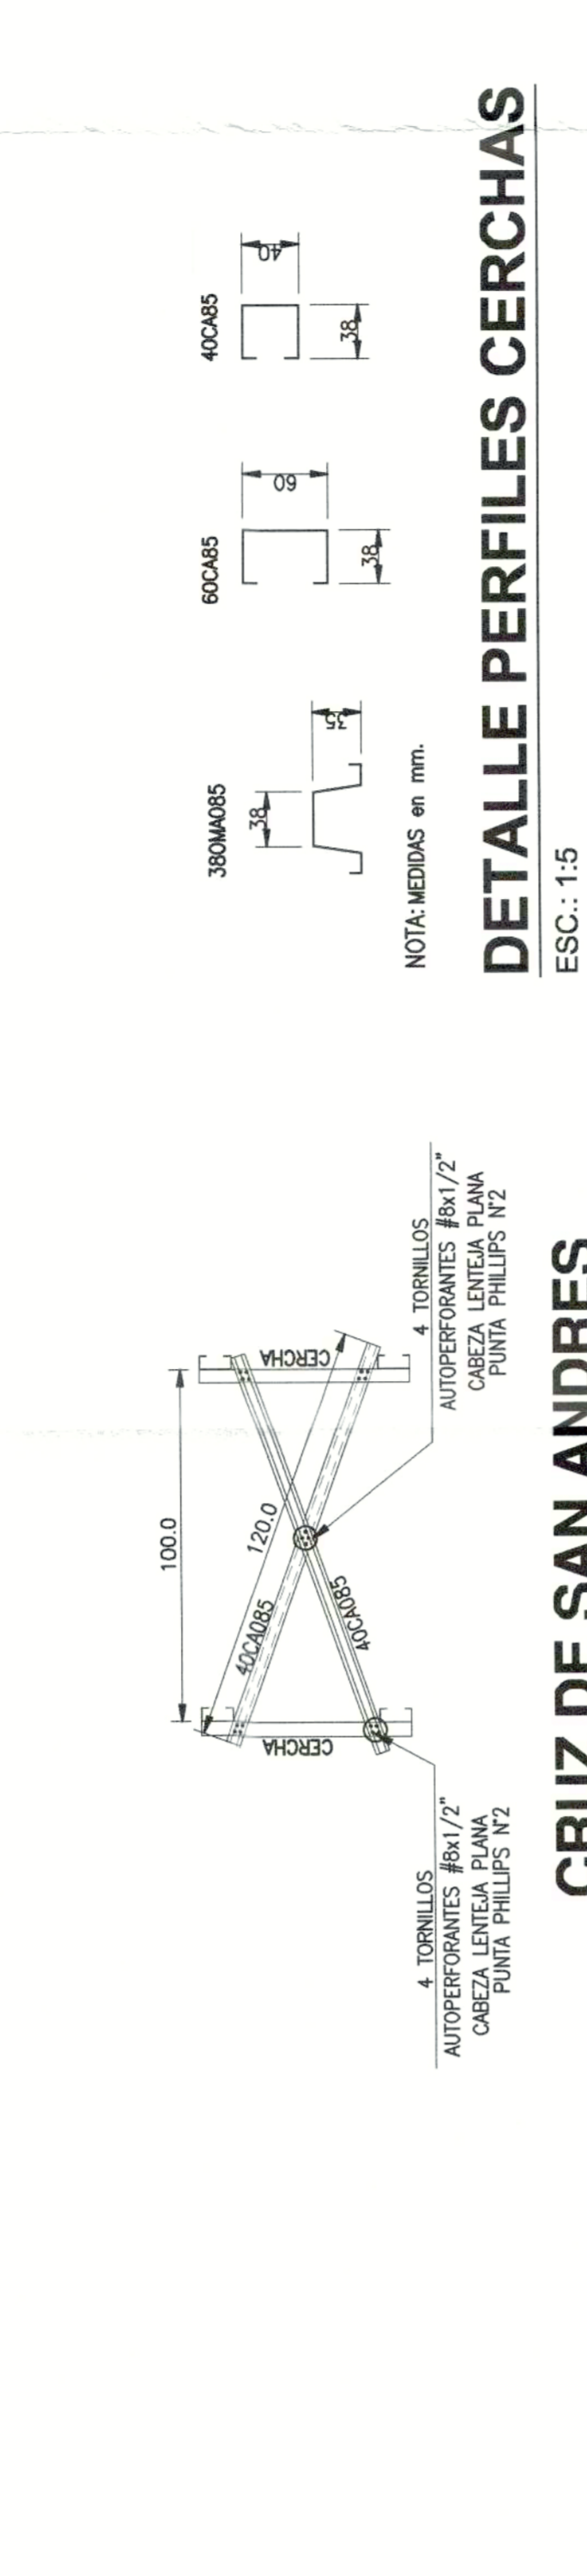 100.0
120.0
40CA085
40CA085
CERCHA
CERCHA
4 TORNILLOS
AUTOPERFORANTES #8x1/2"
CABEZA LENTEJA PLANA
PUNTA PHILLIPS N°2
4 TORNILLOS
AUTOPERFORANTES #8x1/2"
CABEZA LENTEJA PLANA
PUNTA PHILLIPS N°2
CRUZ DE SAN ANDRES
38OMA085
38
35
60CA85
60
38
40CA85
40
38
NOTA: MEDIDAS en mm.
DETALLE PERFILES CERCHAS
ESC.: 1:5